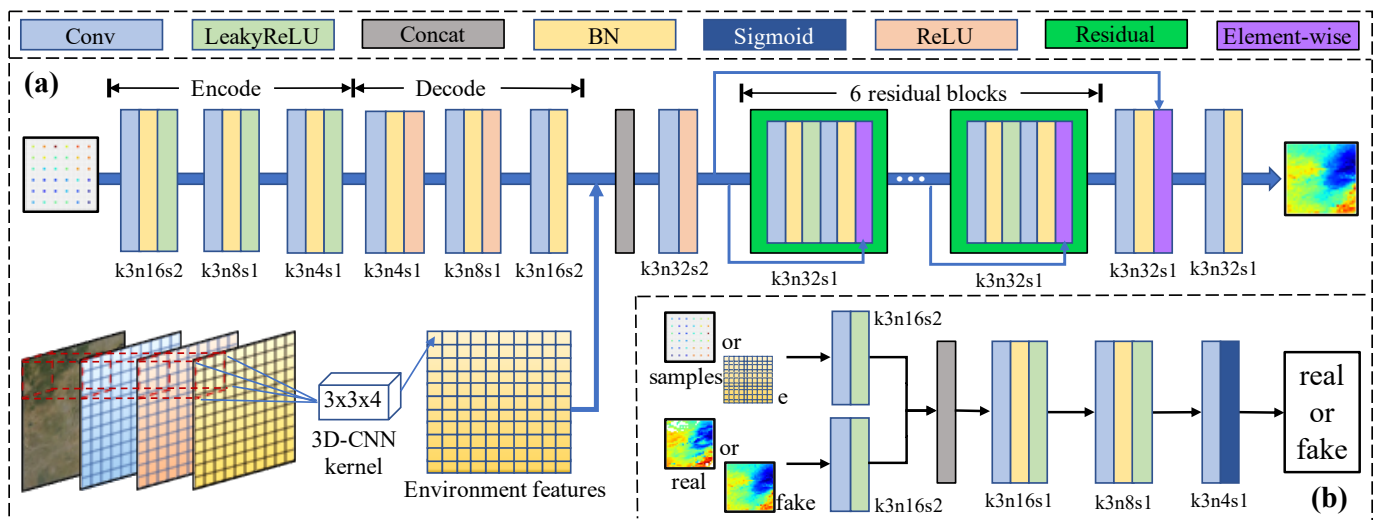 Conv LeakyReLU Concat BN Sigmoid ReLU Residual Element-wise
(a) Encode Decode 6 residual blocks
k3n16s2 k3n8s1 k3n4s1 k3n4s1 k3n8s1 k3n16s2 k3n32s2 k3n32s1 k3n32s1 k3n32s1 k3n32s1
3x3x4
3D-CNN
kernel
Environment features
samples
or
e
k3n16s2
real
or
fake
k3n16s2
k3n16s1 k3n8s1 k3n4s1
real
or
fake
(b)